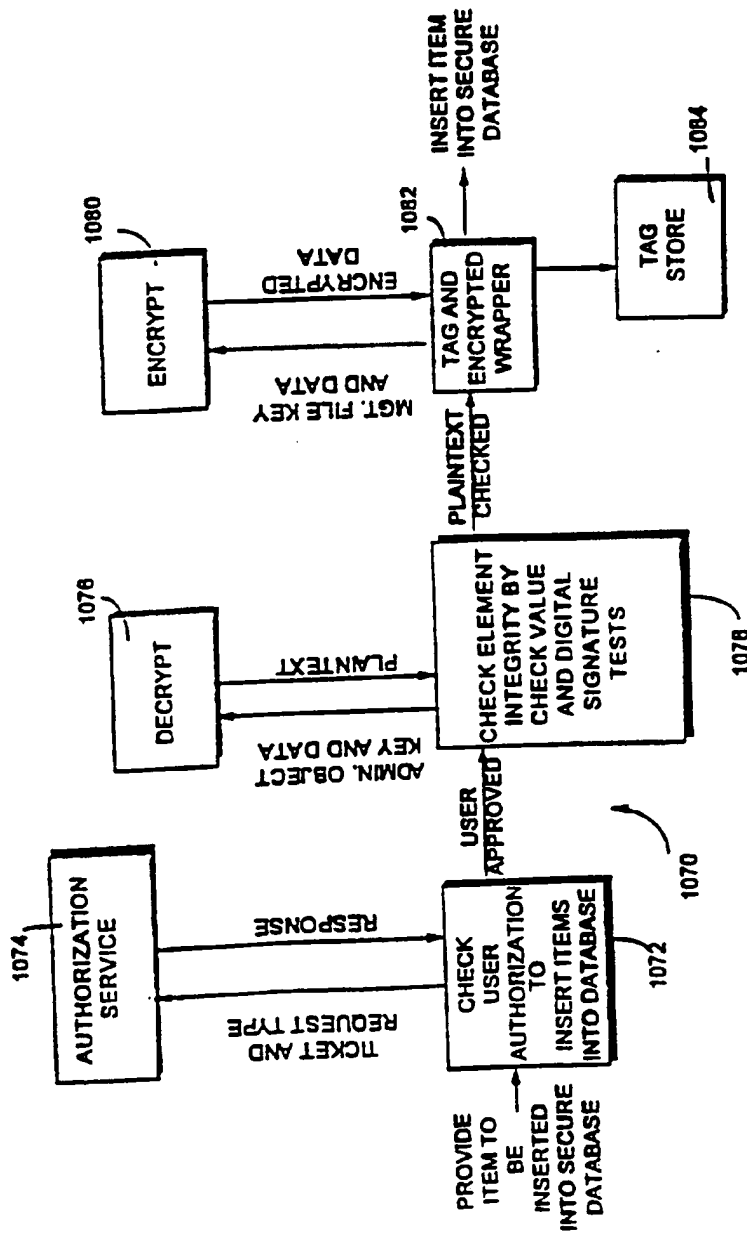 1074
AUTHORIZATION
SERVICE
TICKET AND
REQUEST TYPE
RESPONSE
PROVIDE
ITEM TO
BE
INSERTED
INTO SECURE
DATABASE
CHECK
USER
AUTHORIZATION
TO
INSERT ITEMS
INTO DATABASE
1072
1070
USER
APPROVED
1076
DECRYPT
ADMIN. OBJECT
KEY AND DATA
PLAINTEXT
CHECK ELEMENT
INTEGRITY BY
CHECK VALUE
AND DIGITAL
SIGNATURE
TESTS
1078
PLAINTEXT
CHECKED
1080
ENCRYPT
MGT. FILE KEY
AND DATA
ENCRYPTED
DATA
1082
TAG AND
ENCRYPTED
WRAPPER
INSERT ITEM
INTO SECURE
DATABASE
TAG
STORE
1084